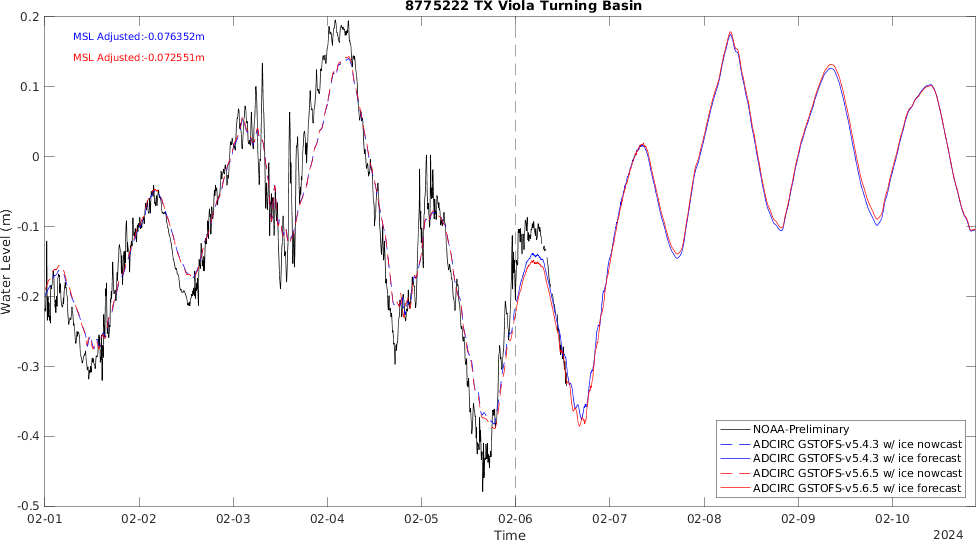 8775222 TX Viola Turning Basin
MSL Adjusted:-0.076352m
MSL Adjusted:-0.072551m
Water Level (m)
0.2
0.1
0
-0.1
-0.2
-0.3
-0.4
-0.5
NOAA-Preliminary
ADCIRC GSTOFS-v5.4.3 w/ ice nowcast
ADCIRC GSTOFS-v5.4.3 w/ ice forecast
ADCIRC GSTOFS-v5.6.5 w/ ice nowcast
ADCIRC GSTOFS-v5.6.5 w/ ice forecast
02-01 02-02 02-03 02-04 02-05 02-06 02-07 02-08 02-09 02-10
Time
2024